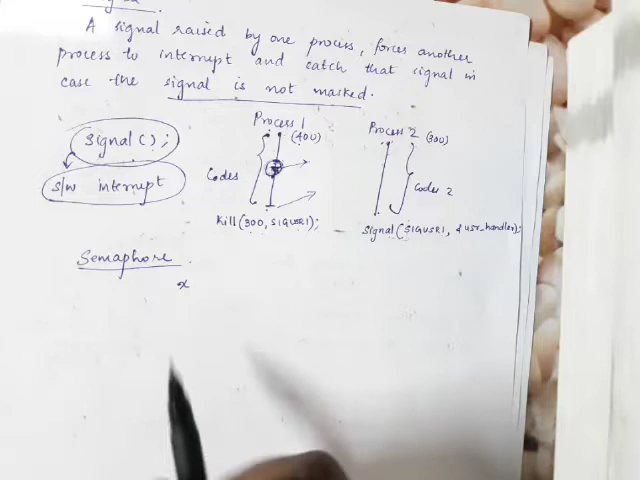 A signal raised by one process, forces another
process to interrupt and catch that signal in
case the signal is not masked.
Signal();
s/w interrupt
Process 1
(400)
Codes
Kill(300, SIGUSR1);
Process 2 (300)
Codes 2
Signal(SIGUSR1, &usr_handler);
Semaphore